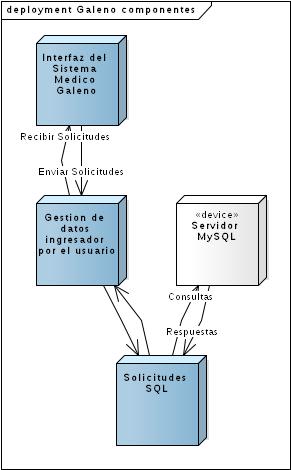 deployment Galeno componentes
Interfaz del
Sistema
Medico
Galeno
Recibir Solicitudes
Enviar Solicitudes
Gestion de
datos
ingresador
por el usuario
«device»
Servidor
MySQL
Consultas
Respuestas
Solicitudes
SQL